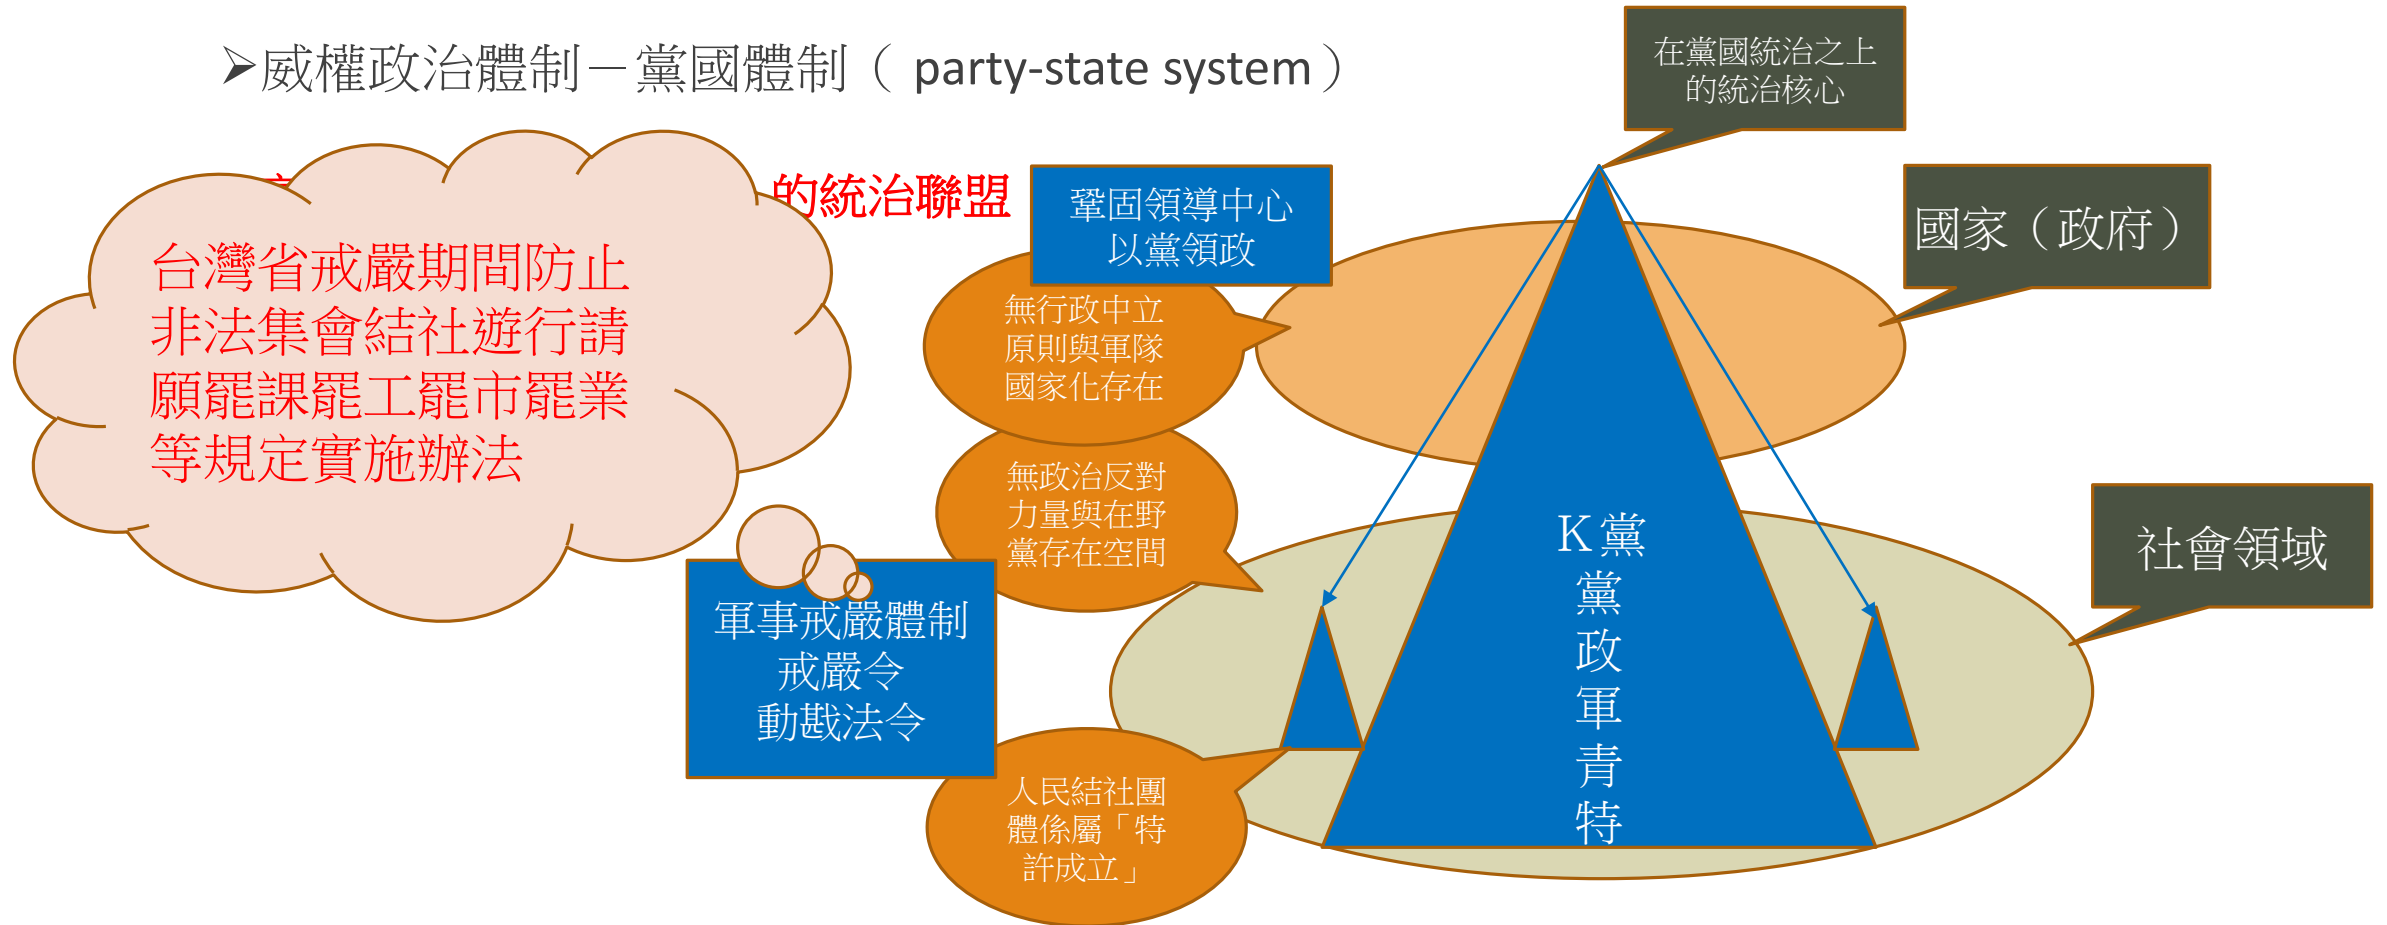 ➢威權政治體制－黨國體制（ party-state system）
在黨國統治之上
的統治核心
的統治聯盟
鞏固領導中心
以黨領政
國家（政府）
台灣省戒嚴期間防止
非法集會結社遊行請
願罷課罷工罷市罷業
等規定實施辦法
無行政中立
原則與軍隊
國家化存在
無政治反對
力量與在野
黨存在空間
K黨
黨
政
軍
青
特
社會領域
軍事戒嚴體制
戒嚴令
動戡法令
人民結社團
體係屬「特
許成立」